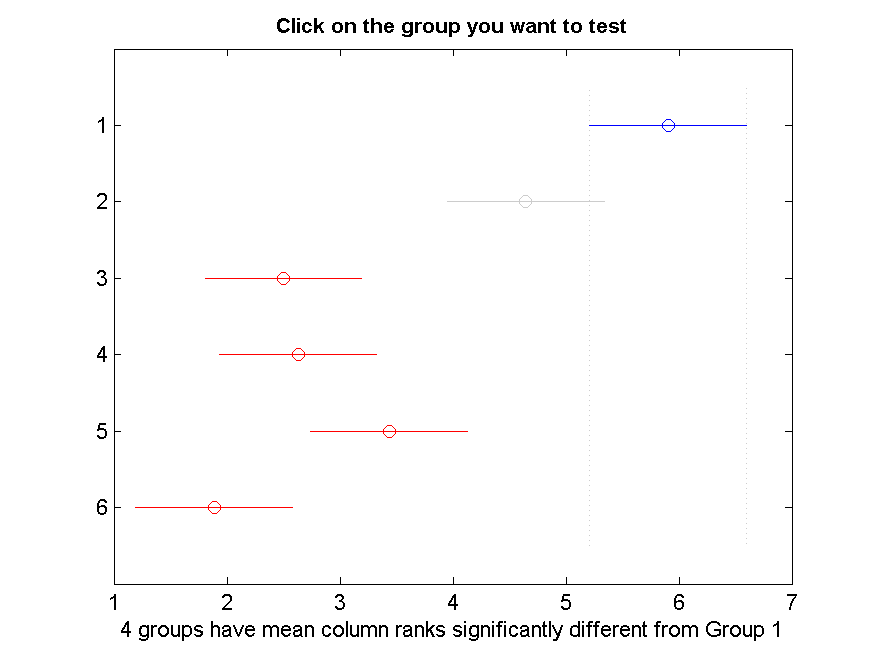 Click on the group you want to test
1
2
3
4
5
6
1 2 3 4 5 6 7
4 groups have mean column ranks significantly different from Group 1